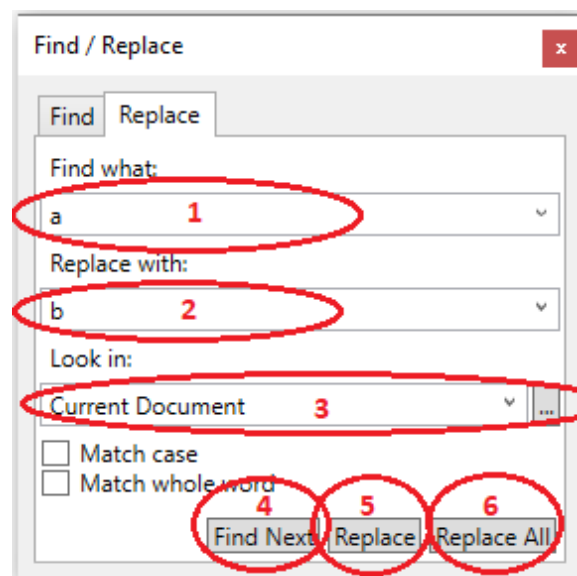 Find / Replace x
Find Replace
Find what:
a 1
Replace with:
b 2
Look in:
Current Document 3 ...
Match case
Match whole word
4 5 6
Find Next Replace Replace All